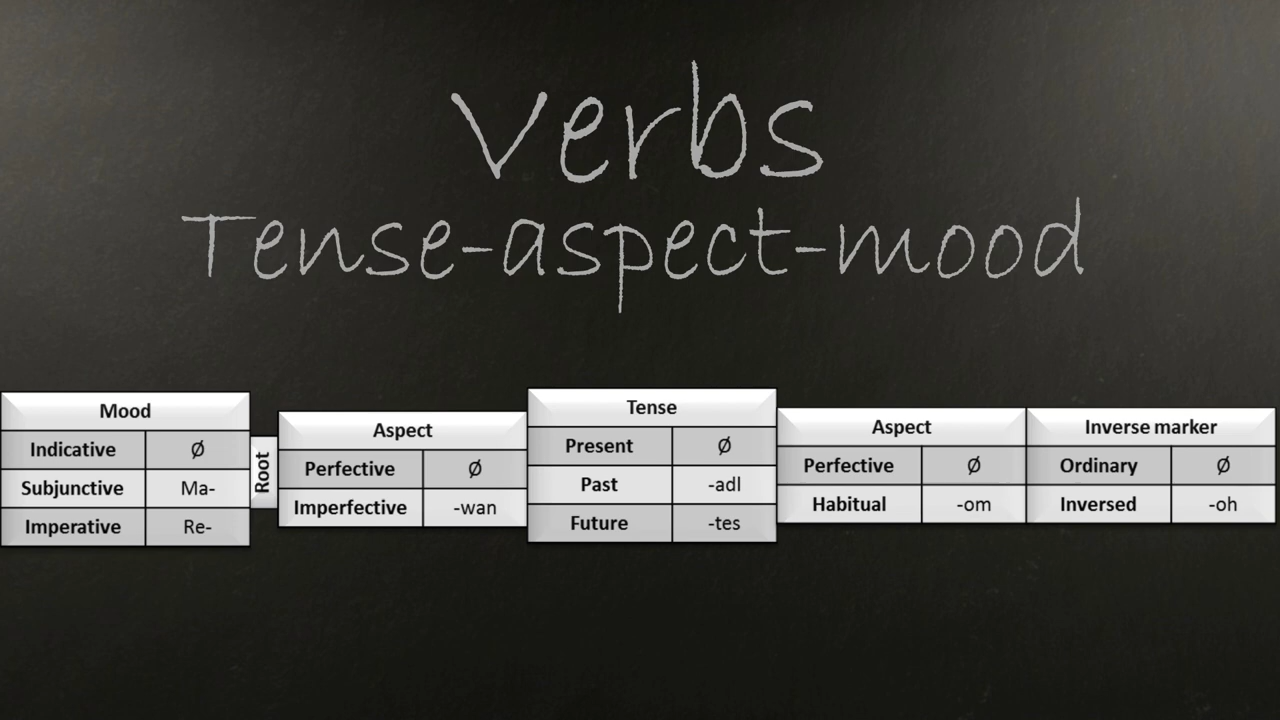 Verbs
Tense-aspect-mood
Mood
Indicative Ø
Subjunctive Ma-
Imperative Re-
Root
Aspect
Perfective Ø
Imperfective -wan
Tense
Present Ø
Past -adl
Future -tes
Aspect
Perfective Ø
Habitual -om
Inverse marker
Ordinary Ø
Inversed -oh